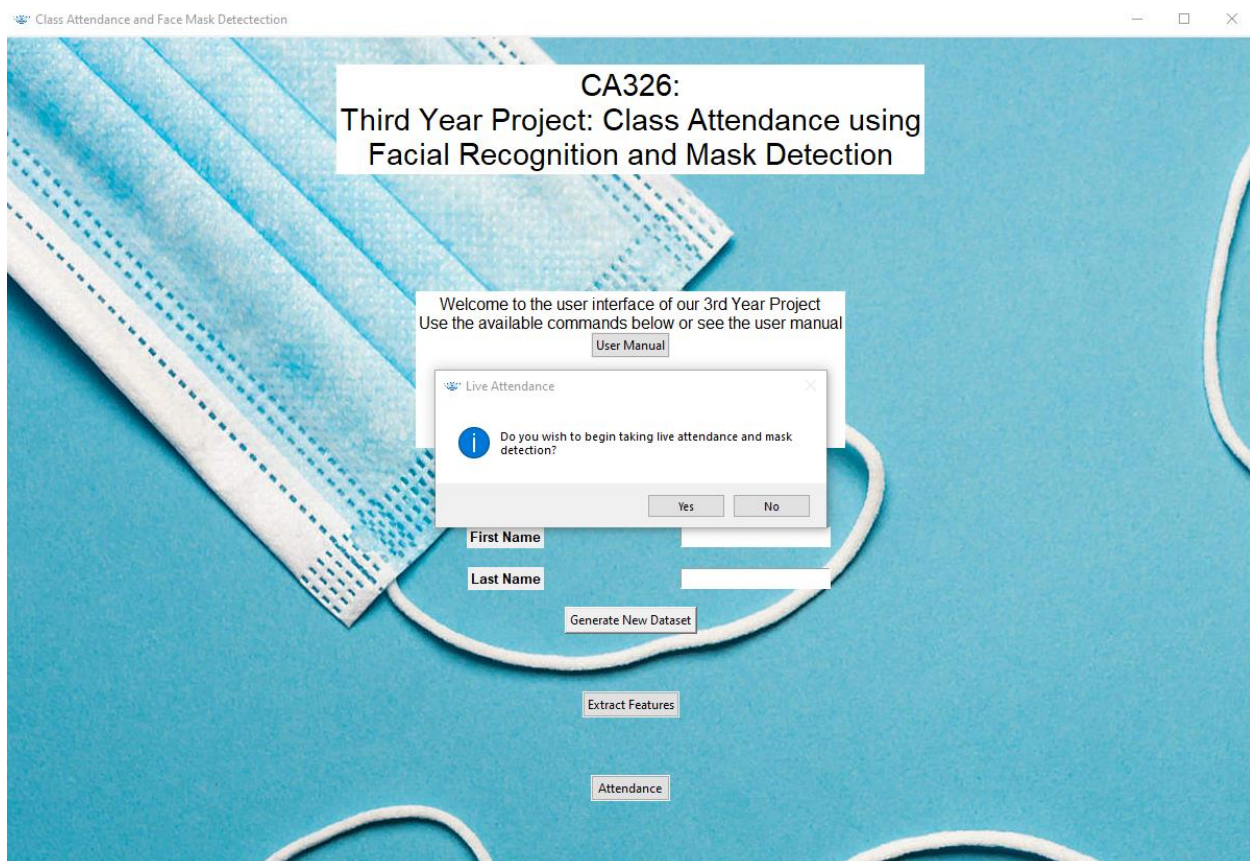 Class Attendance and Face Mask Detectection
CA326:
Third Year Project: Class Attendance using
Facial Recognition and Mask Detection
Welcome to the user interface of our 3rd Year Project
Use the available commands below or see the user manual
User Manual
Live Attendance
Do you wish to begin taking live attendance and mask
detection?
Yes No
First Name
Last Name
Generate New Dataset
Extract Features
Attendance